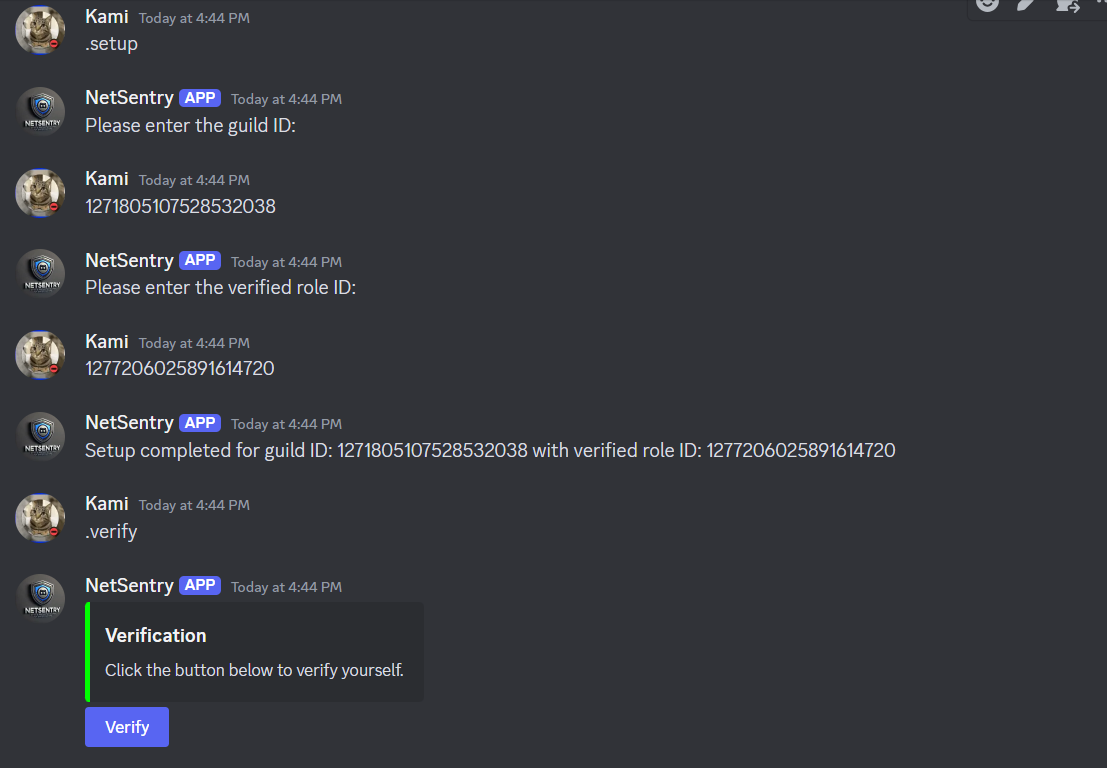 Kami Today at 4:44 PM
.setup
NETSENTRY
NetSentry APP Today at 4:44 PM
Please enter the guild ID:
Kami Today at 4:44 PM
1271805107528532038
NETSENTRY
NetSentry APP Today at 4:44 PM
Please enter the verified role ID:
Kami Today at 4:44 PM
1277206025891614720
NETSENTRY
NetSentry APP Today at 4:44 PM
Setup completed for guild ID: 1271805107528532038 with verified role ID: 1277206025891614720
Kami Today at 4:44 PM
.verify
NETSENTRY
NetSentry APP Today at 4:44 PM
Verification
Click the button below to verify yourself.
Verify